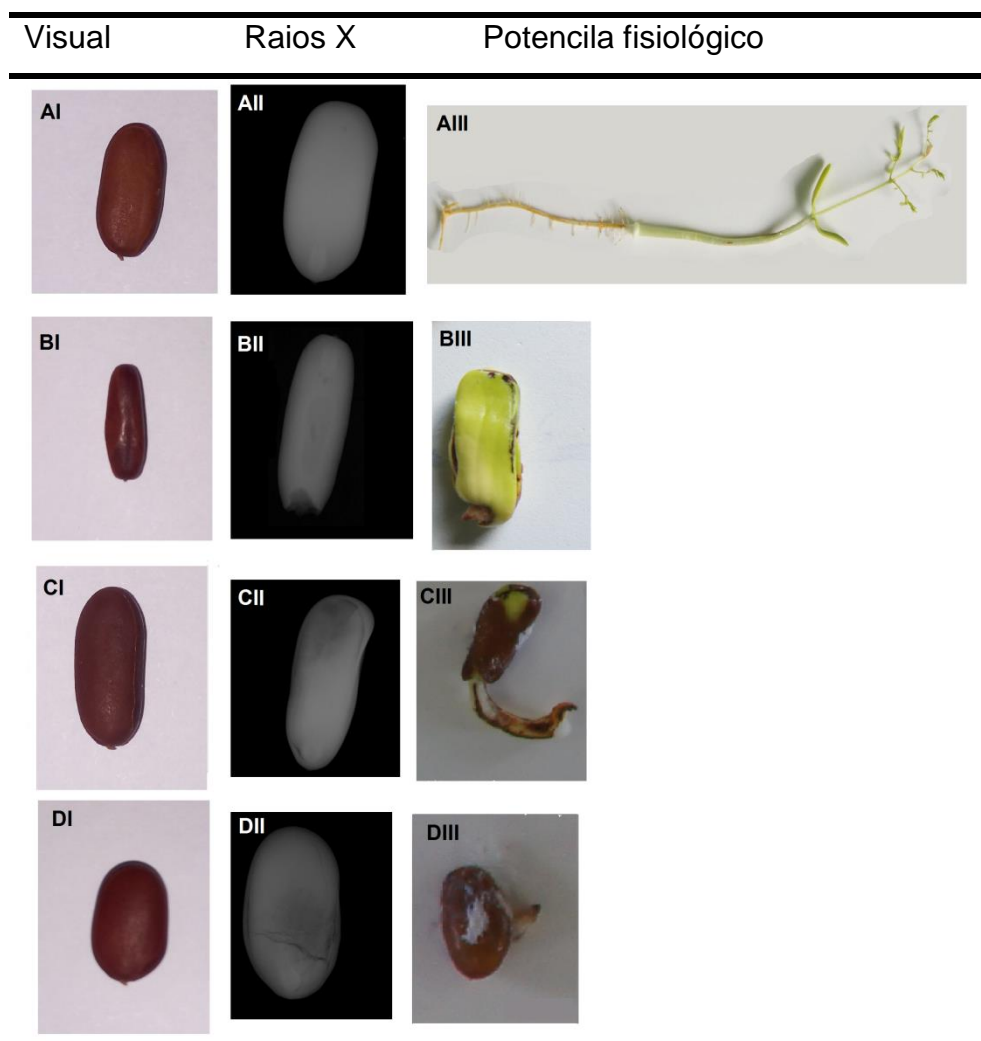 Visual Raios X Potencila fisiológico
AI AII AIII
BI BII BIII
CI CII CIII
DI DII DIII